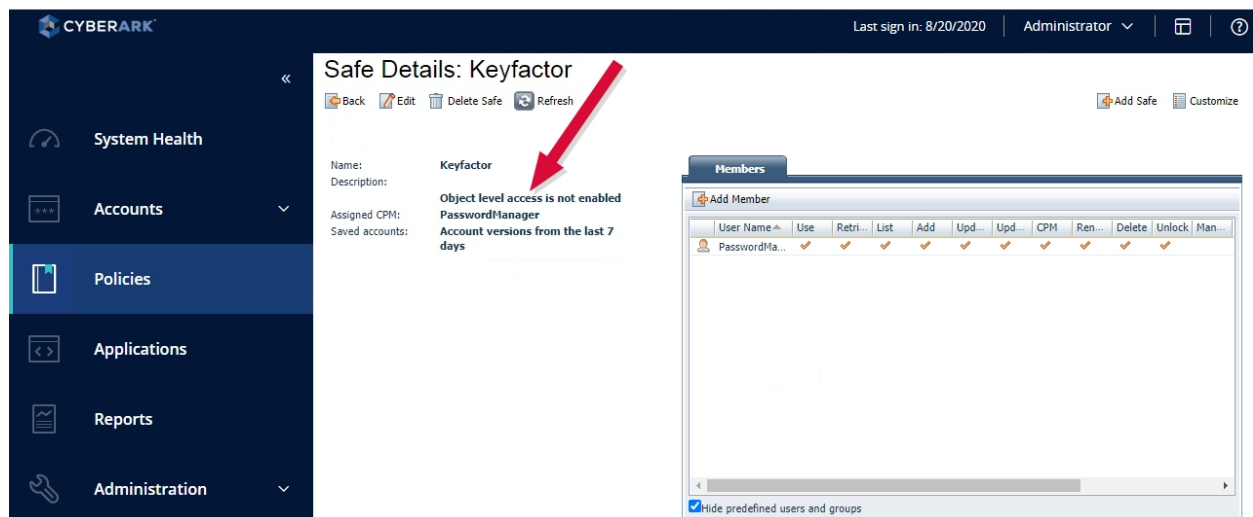 CYBERARK
Last sign in: 8/20/2020
Administrator
Safe Details: Keyfactor
Back
Edit
Delete Safe
Refresh
Add Safe
Customize
System Health
Accounts
Policies
Applications
Reports
Administration
Name:
Keyfactor
Description:
Object level access is not enabled
Assigned CPM:
PasswordManager
Saved accounts:
Account versions from the last 7
days
Members
Add Member
User Name
Use
Retri...
List
Add
Upd...
Upd...
CPM
Ren...
Delete
Unlock
Man...
PasswordMa...
Hide predefined users and groups